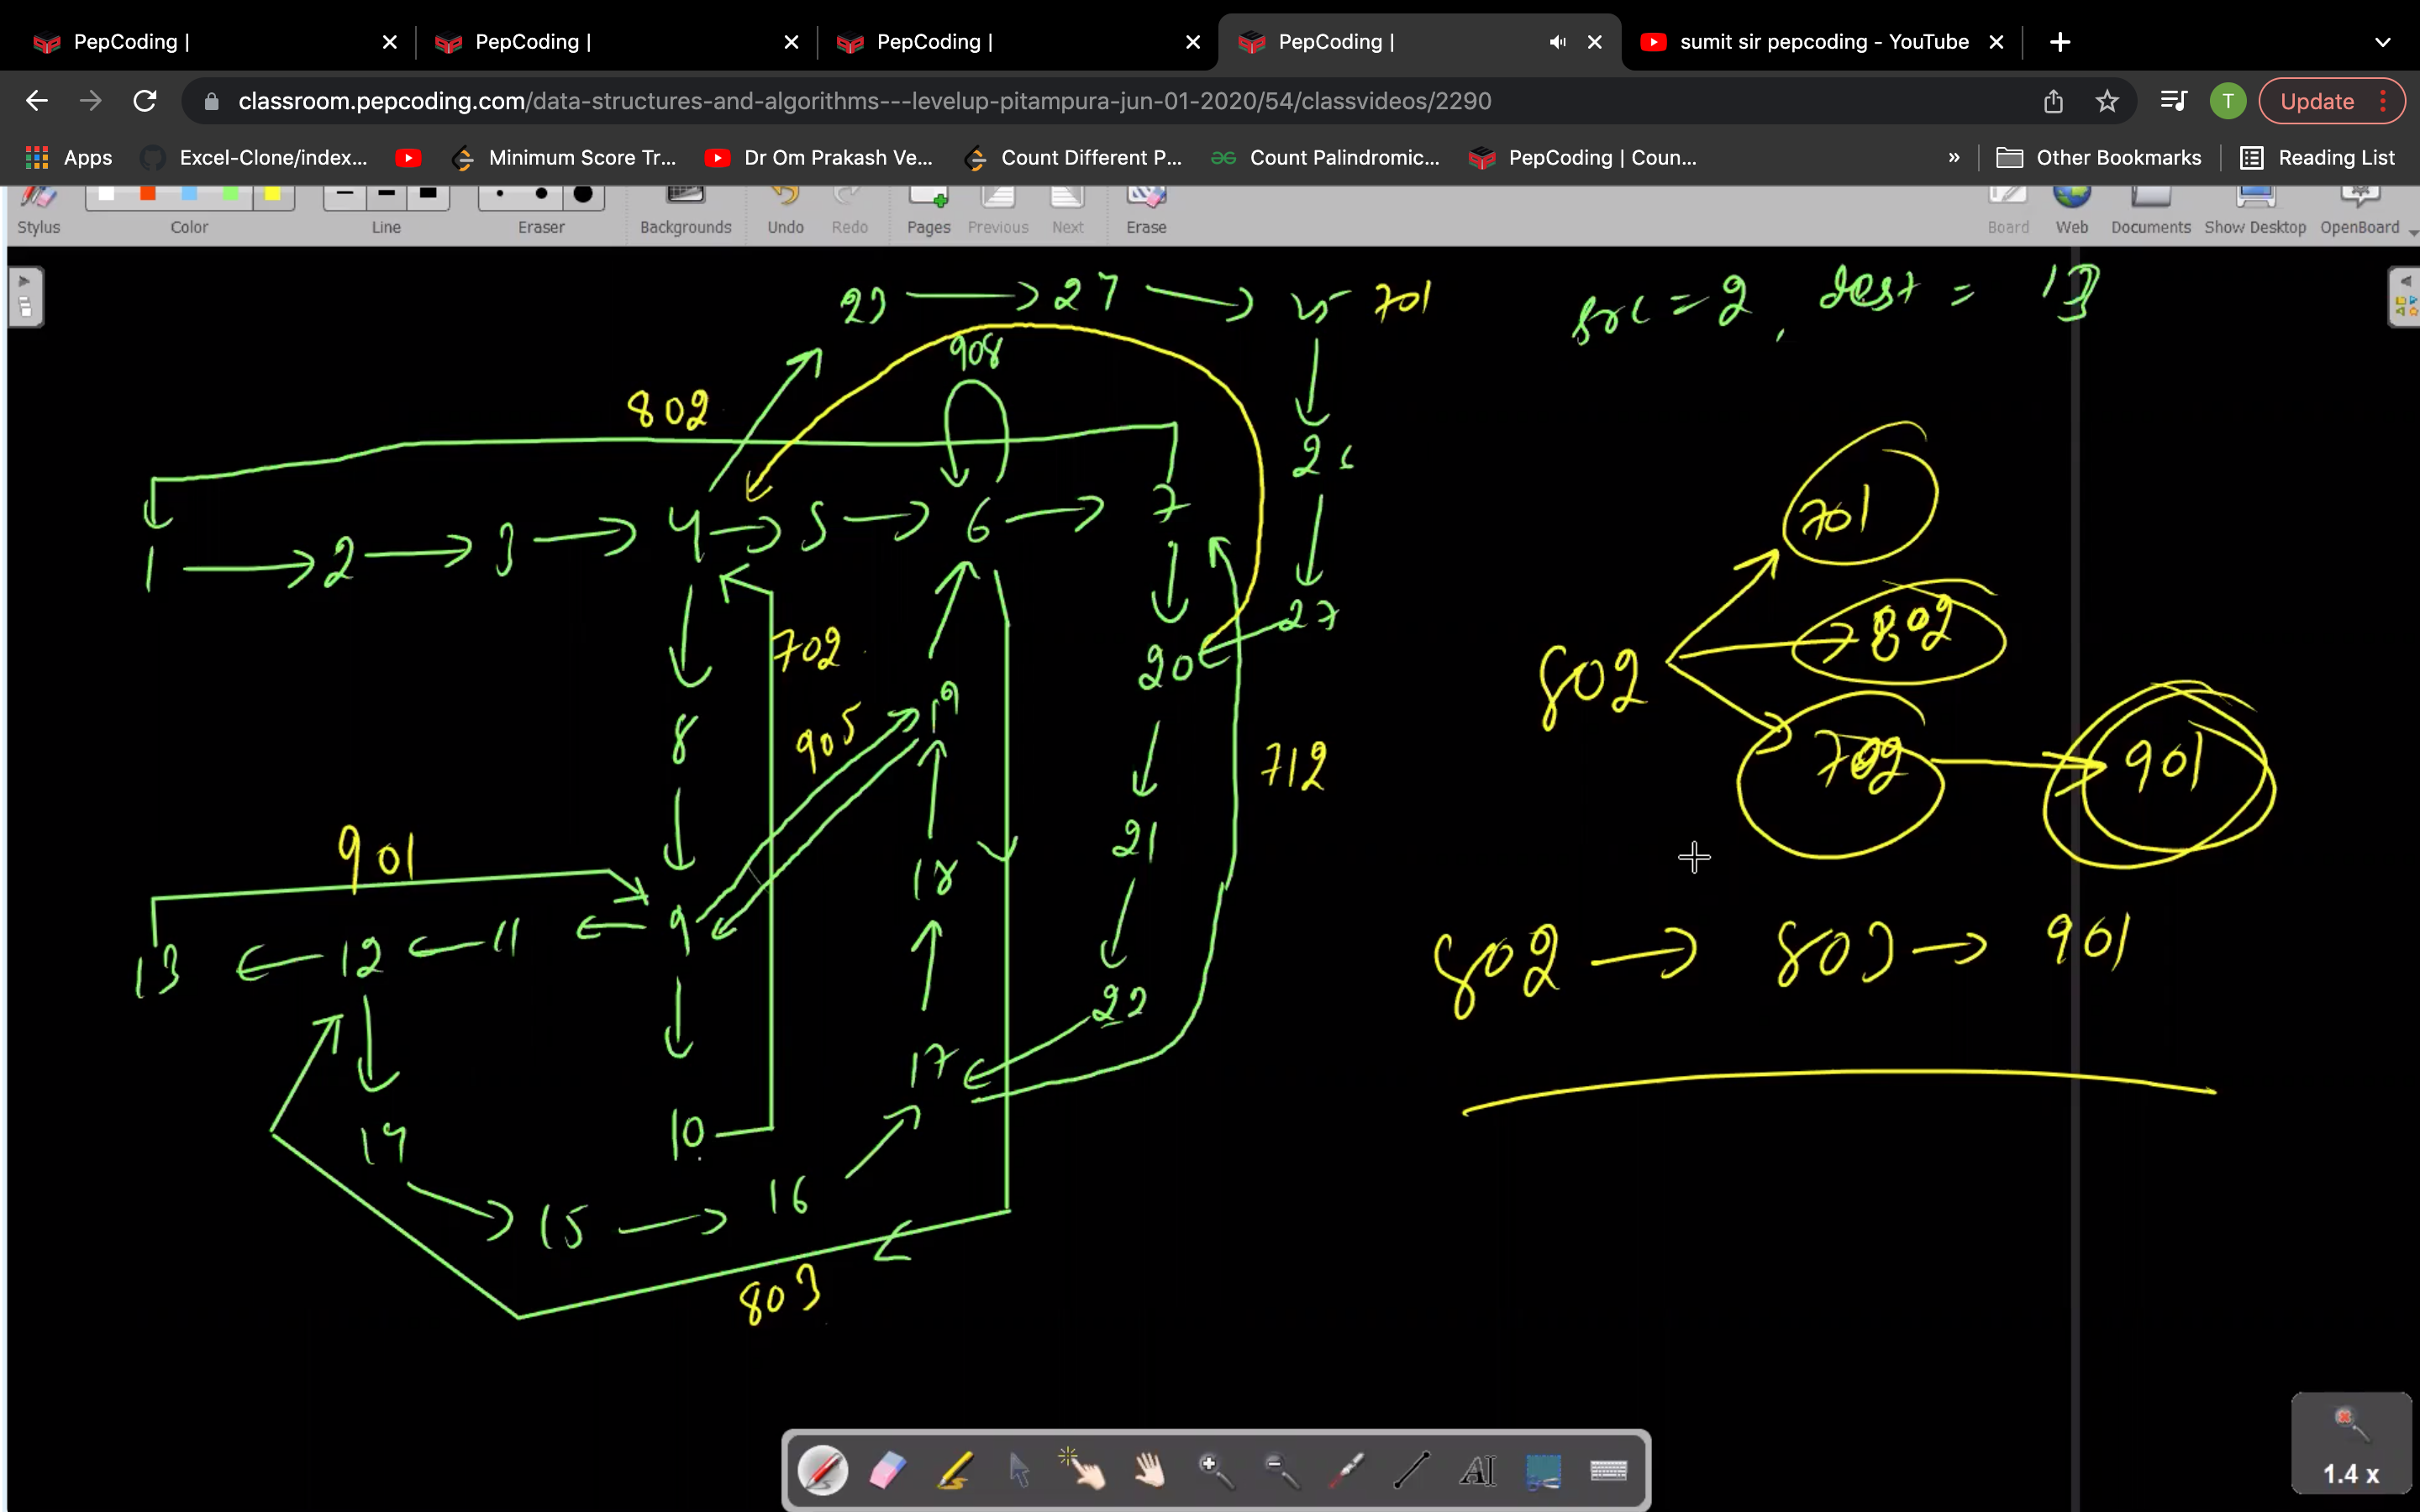 PepCoding | PepCoding | PepCoding | PepCoding | sumit sir pepcoding - YouTube
classroom.pepcoding.com/data-structures-and-algorithms---levelup-pitampura-jun-01-2020/54/classvideos/2290 T Update
Apps Excel-Clone/index... Minimum Score Tr... Dr Om Prakash Ve... Count Different P... Count Palindromic... PepCoding | Coun... » Other Bookmarks Reading List
Stylus Color Line Eraser Backgrounds Undo Redo Pages Previous Next Erase Board Web Documents Show Desktop OpenBoard
23 27 701 src = 2, dest = 13
908
802
26
701
1 2 3 4 5 6 7
27
802
702 20 802
19
905
8
712
702 901
901
21
18
9
13 12 11
802 803 901
22
17
14 10
15 16
803
1.4 x